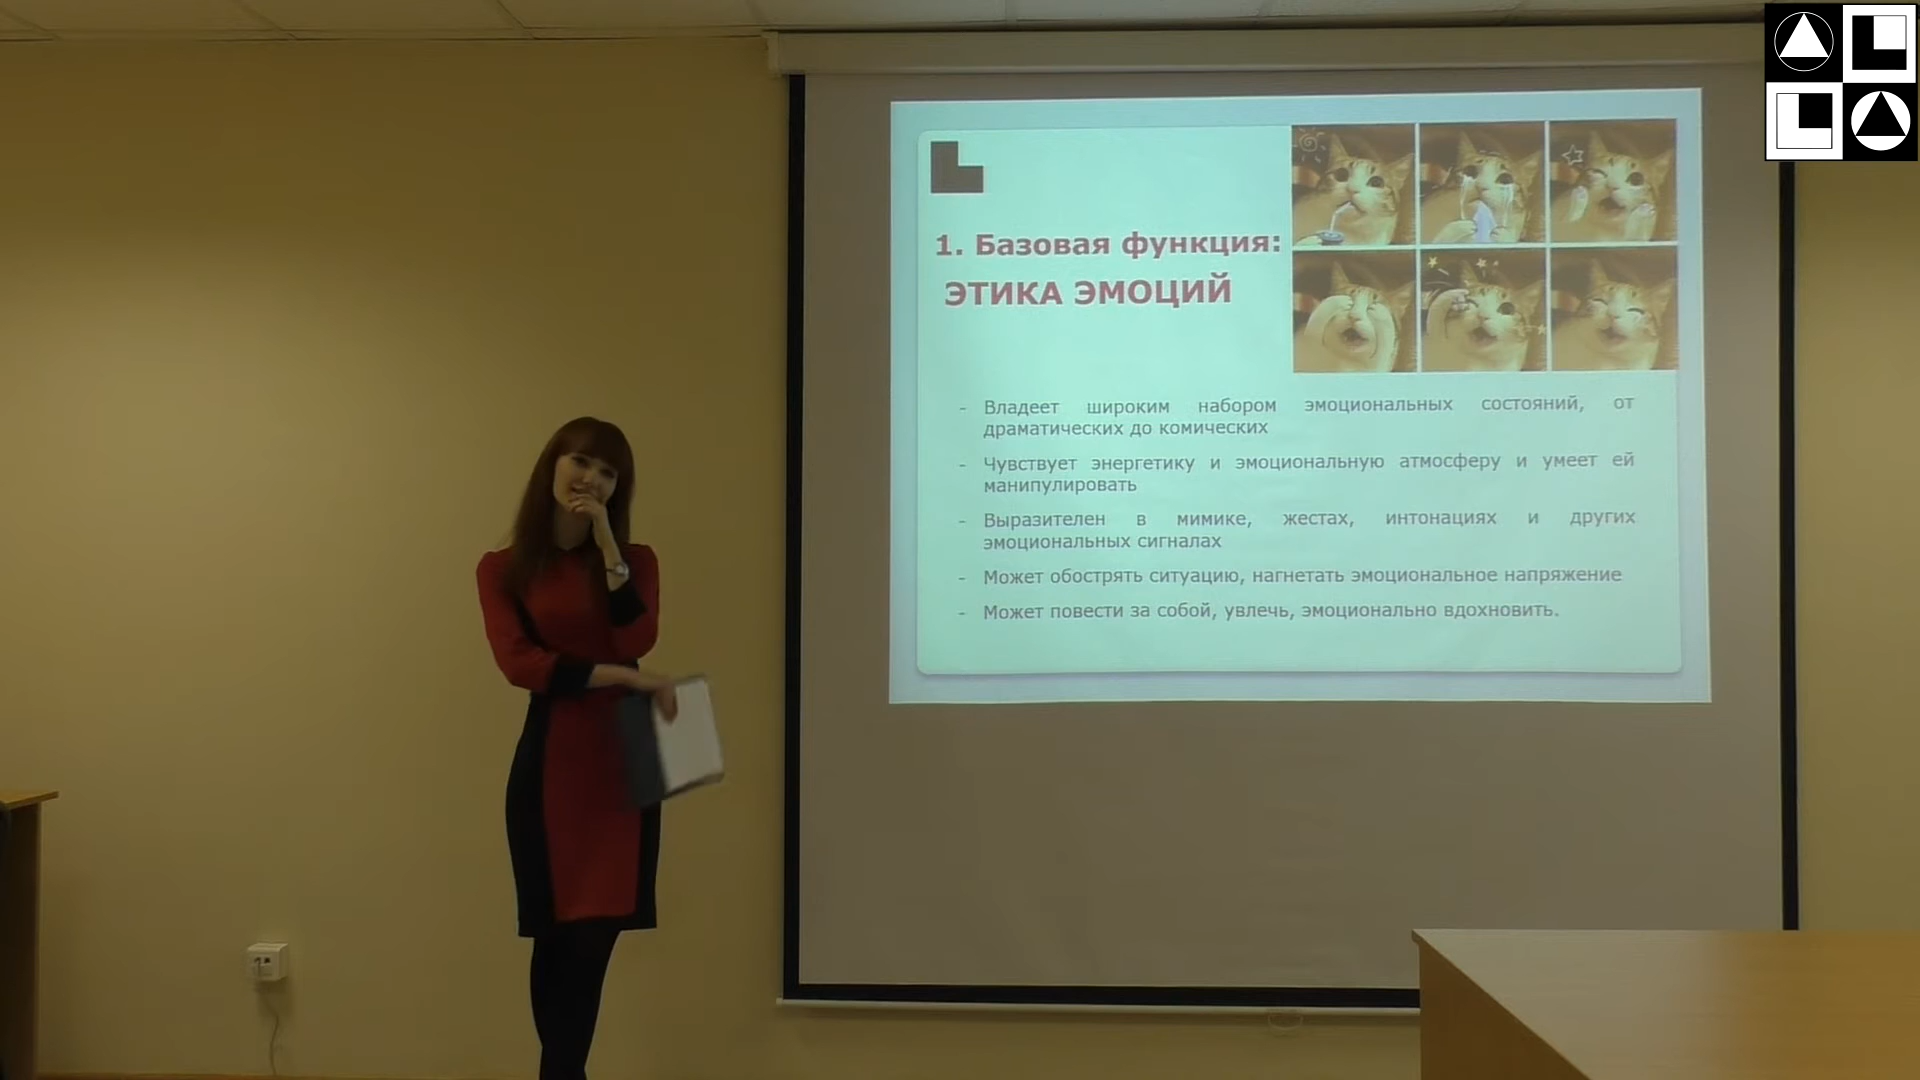 1. Базовая функция:
ЭТИКА ЭМОЦИЙ
- Владеет широким набором эмоциональных состояний, от
драматических до комических
- Чувствует энергетику и эмоциональную атмосферу и умеет ей
манипулировать
- Выразителен в мимике, жестах, интонациях и других
эмоциональных сигналах
- Может обострять ситуацию, нагнетать эмоциональное напряжение
- Может повести за собой, увлечь, эмоционально вдохновить.